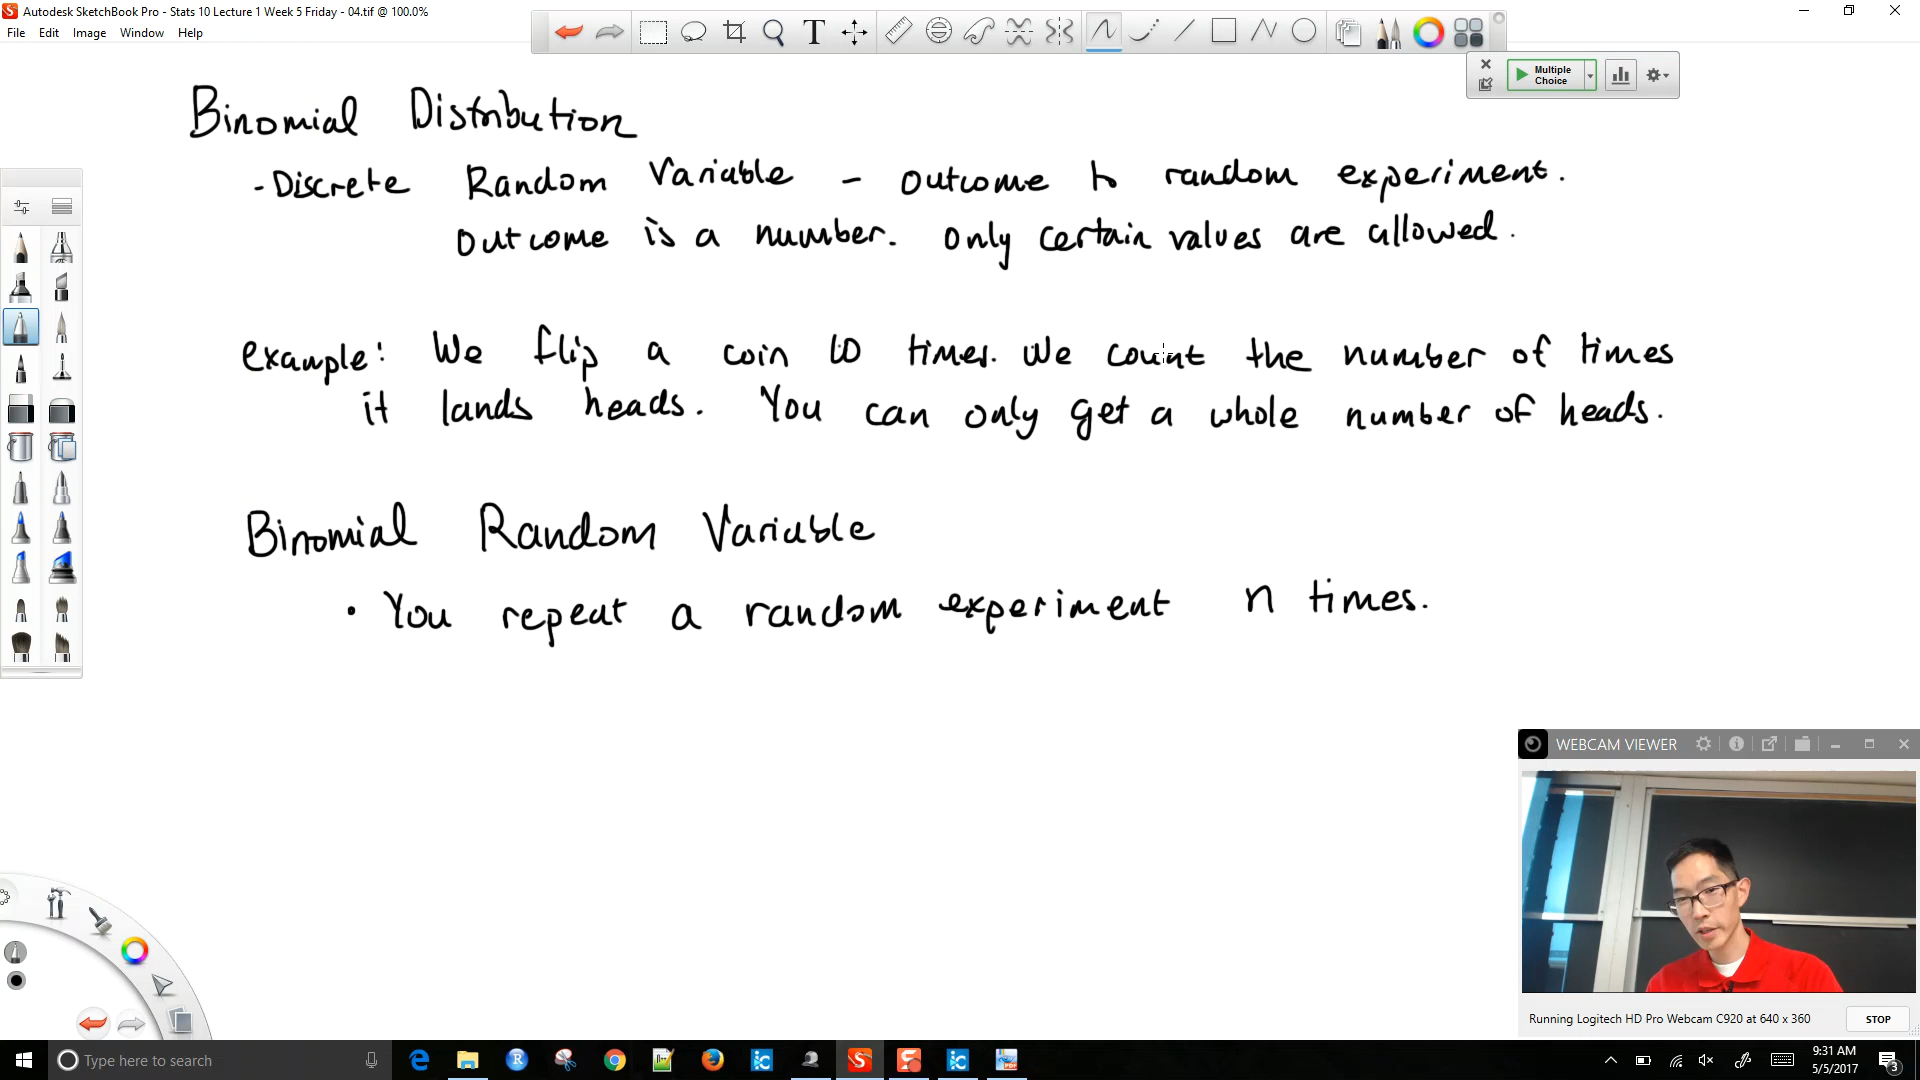 Autodesk SketchBook Pro - Stats 10 Lecture 1 Week 5 Friday - 04.tif @ 100.0%
File Edit Image Window Help
T
Multiple
Choice
Binomial Distribution
- Discrete Random Variable - outcome to random experiment.
Outcome is a number. Only certain values are allowed.
example: We flip a coin 10 times. We count the number of times
it lands heads. You can only get a whole number of heads.
Binomial Random Variable
• You repeat a random experiment n times.
WEBCAM VIEWER
Running Logitech HD Pro Webcam C920 at 640 x 360
STOP
Type here to search
9:31 AM
5/5/2017
3